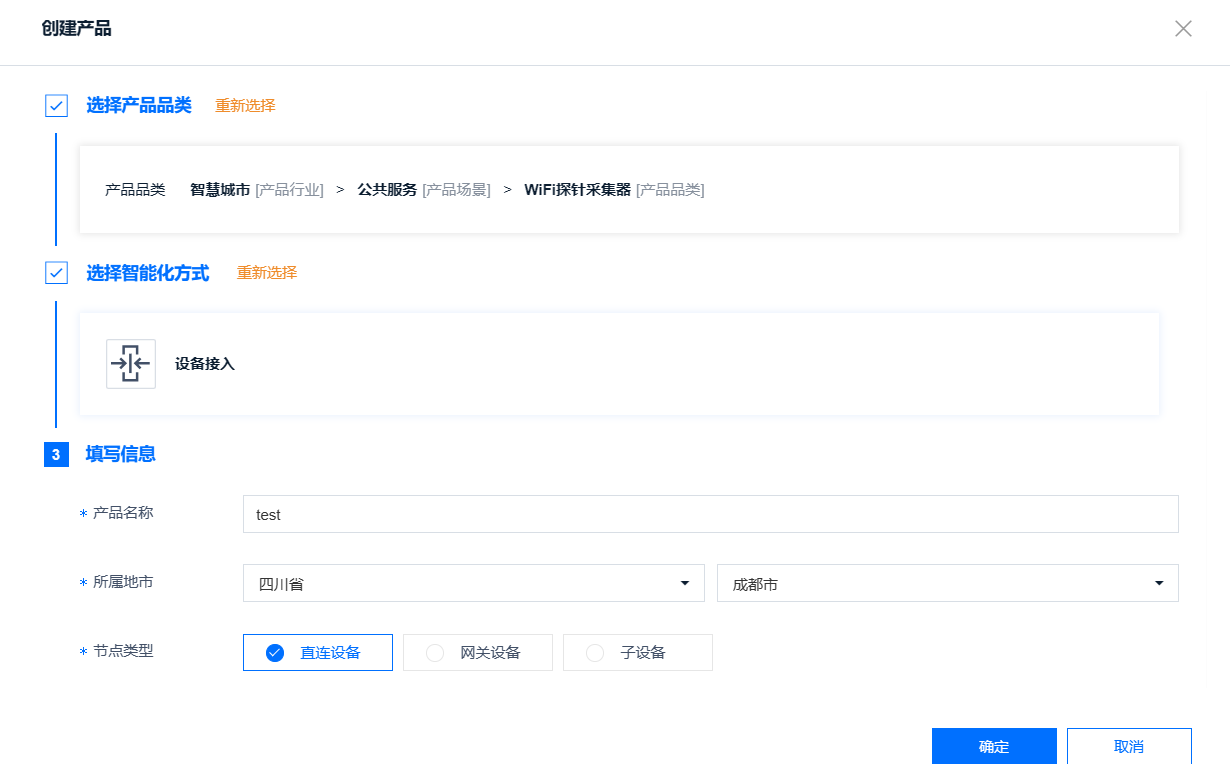 创建产品
选择产品品类 重新选择
产品品类 智慧城市 [产品行业] > 公共服务 [产品场景] > WiFi探针采集器 [产品品类]
选择智能化方式 重新选择
设备接入
3 填写信息
* 产品名称 test
* 所属地市 四川省 成都市
* 节点类型 直连设备 网关设备 子设备
确定 取消